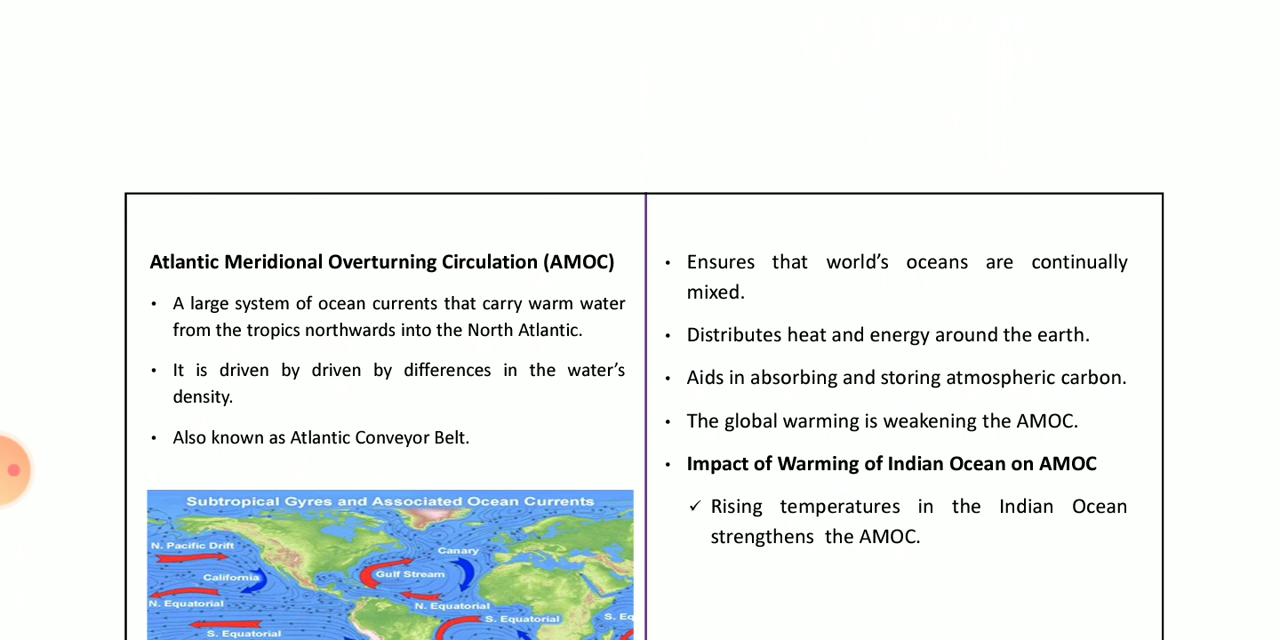 Atlantic Meridional Overturning Circulation (AMOC)
• A large system of ocean currents that carry warm water
from the tropics northwards into the North Atlantic.
• It is driven by driven by differences in the water’s
density.
• Also known as Atlantic Conveyor Belt.
Subtropical Gyres and Associated Ocean Currents
N. Pacific Drift
Canary
California
Gulf Stream
N. Equatorial
N. Equatorial
S. Equatorial
S. Eq
S. Equatorial
• Ensures that world’s oceans are continually
mixed.
• Distributes heat and energy around the earth.
• Aids in absorbing and storing atmospheric carbon.
• The global warming is weakening the AMOC.
• Impact of Warming of Indian Ocean on AMOC
✓ Rising temperatures in the Indian Ocean
strengthens the AMOC.